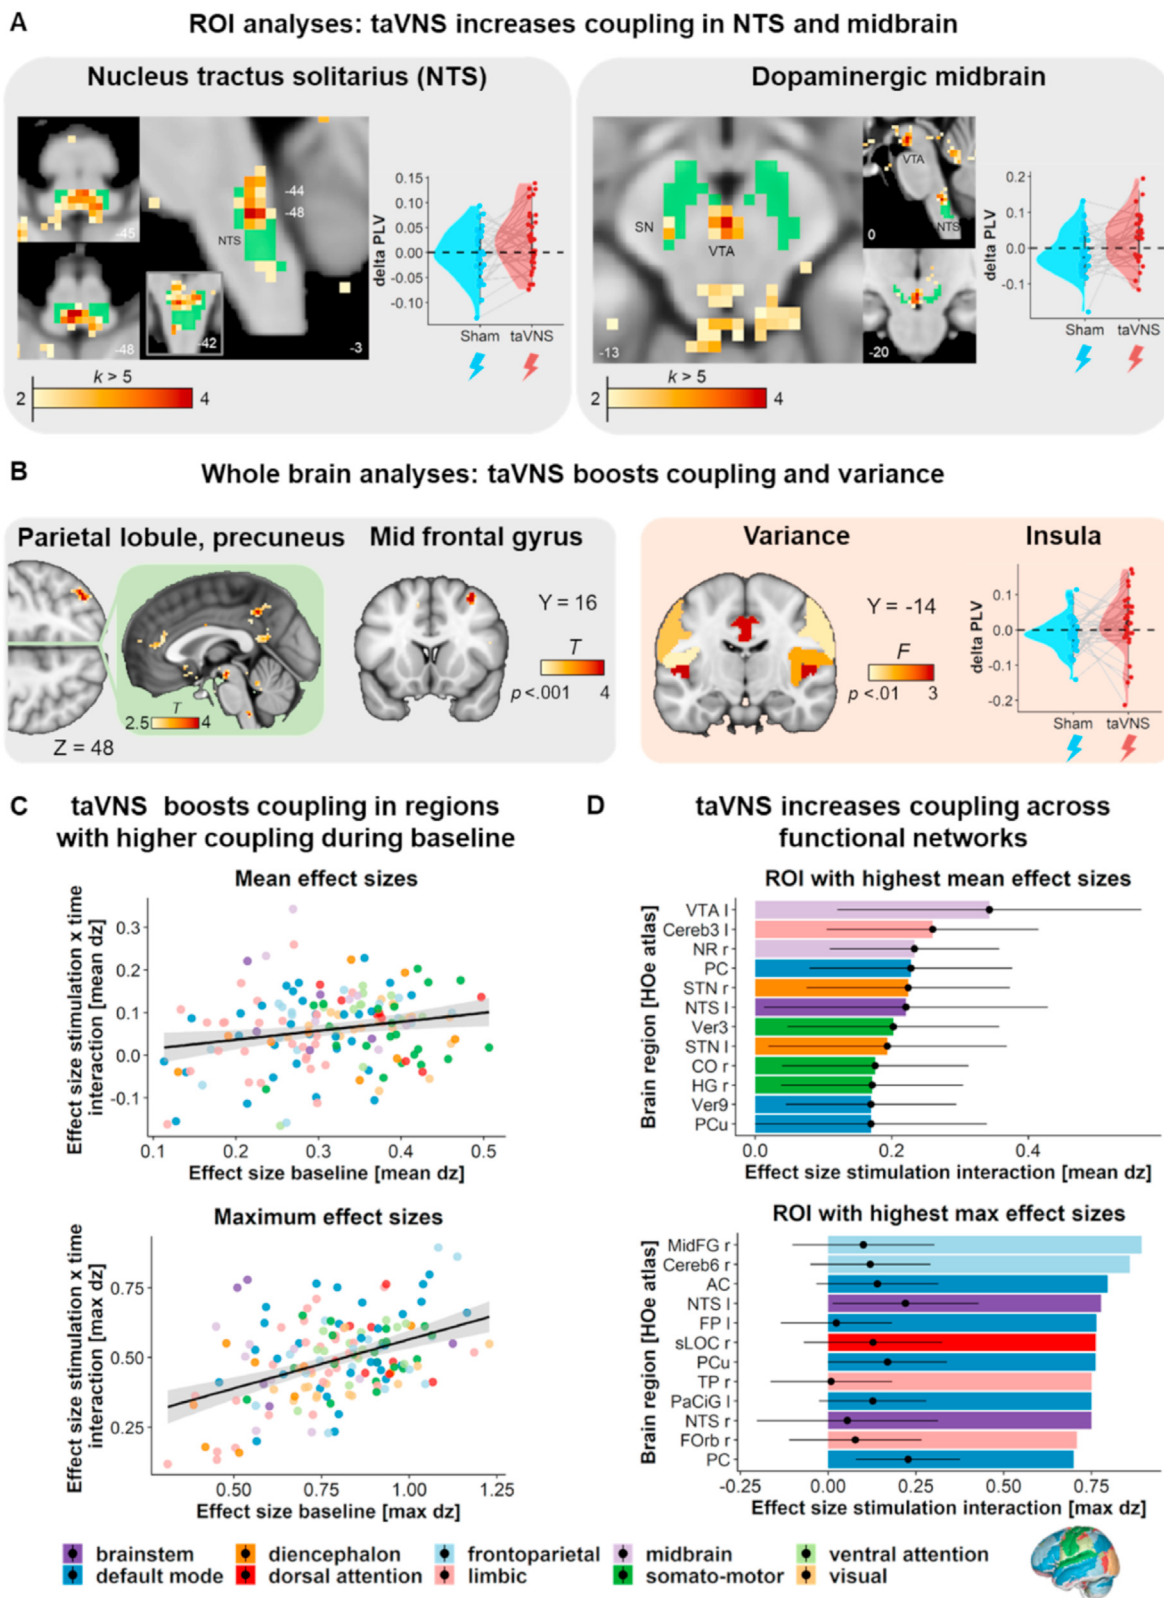 A
ROI analyses: taVNS increases coupling in NTS and midbrain
Nucleus tractus solitarius (NTS)
-45
-48
-42
NTS
-44
-48
-3
delta PLV
0.15
0.10
0.05
0.00
-0.05
-0.10
Sham
taVNS
k > 5
2
4
Dopaminergic midbrain
SN
VTA
-13
VTA
NTS
0
-20
delta PLV
0.2
0.1
0.0
-0.1
Sham
taVNS
k > 5
2
4
B
Whole brain analyses: taVNS boosts coupling and variance
Parietal lobule, precuneus
Z = 48
T
2.5
4
Mid frontal gyrus
Y = 16
T
p <.001
4
Variance
Y = -14
F
p <.01
3
Insula
delta PLV
0.1
0.0
-0.1
-0.2
Sham
taVNS
C
taVNS boosts coupling in regions
with higher coupling during baseline
Mean effect sizes
Effect size stimulation x time
interaction [mean dz]
0.3
0.2
0.1
0.0
-0.1
0.1
0.2
0.3
0.4
0.5
Effect size baseline [mean dz]
Maximum effect sizes
Effect size stimulation x time
interaction [max dz]
0.75
0.50
0.25
0.50
0.75
1.00
1.25
Effect size baseline [max dz]
D
taVNS increases coupling across
functional networks
ROI with highest mean effect sizes
Brain region [HOe atlas]
VTA l
Cereb3 l
NR r
PC
STN r
NTS l
Ver3
STN l
CO r
HG r
Ver9
PCu
0.0
0.2
0.4
Effect size stimulation interaction [mean dz]
ROI with highest max effect sizes
Brain region [HOe atlas]
MidFG r
Cereb6 r
AC
NTS l
FP l
sLOC r
PCu
TP r
PaCiG l
NTS r
FOrb r
PC
-0.25
0.00
0.25
0.50
0.75
Effect size stimulation interaction [max dz]
brainstem
diencephalon
frontoparietal
midbrain
ventral attention
default mode
dorsal attention
limbic
somato-motor
visual